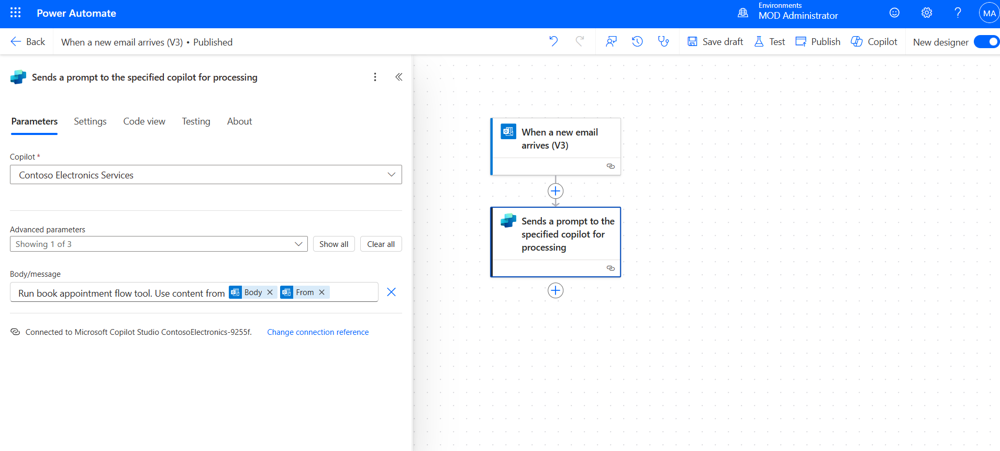 Power Automate
Environments
MOD Administrator
MA
Back
When a new email arrives (V3) • Published
Save draft
Test
Publish
Copilot
New designer
Sends a prompt to the specified copilot for processing
Parameters
Settings
Code view
Testing
About
Copilot *
Contoso Electronics Services
Advanced parameters
Showing 1 of 3
Show all
Clear all
Body/message
Run book appointment flow tool. Use content from Body From
Connected to Microsoft Copilot Studio ContosoElectronics-9255f.
Change connection reference
When a new email
arrives (V3)
Sends a prompt to the
specified copilot for
processing